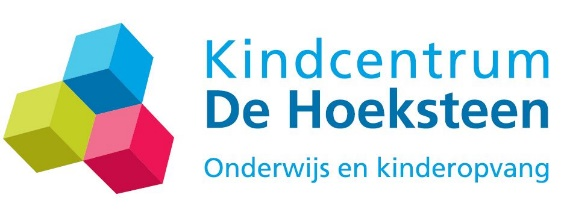 Kindcentrum
De Hoeksteen
Onderwijs en kinderopvang